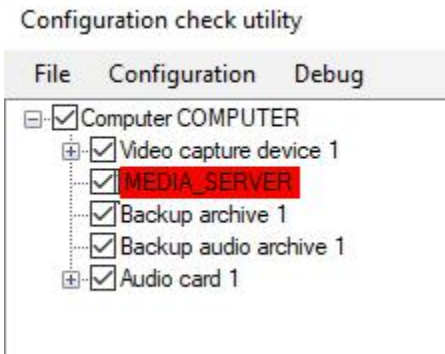 Configuration check utility
File Configuration Debug
Computer COMPUTER
Video capture device 1
MEDIA_SERVER
Backup archive 1
Backup audio archive 1
Audio card 1